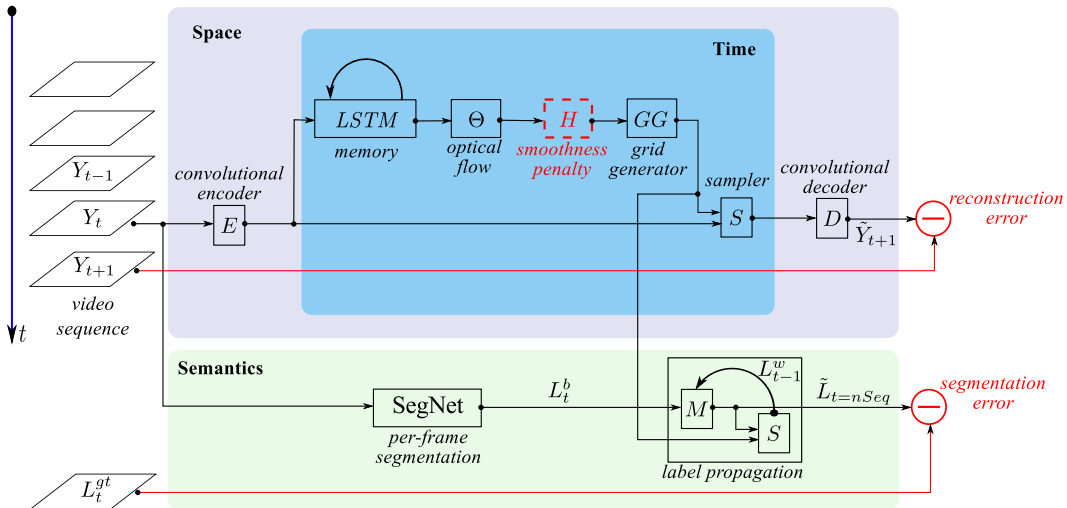 Space
Time
LSTM
memory
Θ
optical
flow
H
smoothness
penalty
GG
grid
generator
Y_{t-1}
convolutional
encoder
E
sampler
S
convolutional
decoder
D
Ỹ_{t+1}
reconstruction
error
Y_t
Y_{t+1}
video
sequence
t
Semantics
SegNet
per-frame
segmentation
L_t^b
L_{t-1}^w
M
S
label propagation
L̃_{t=nSeq}
segmentation
error
L_t^{gt}